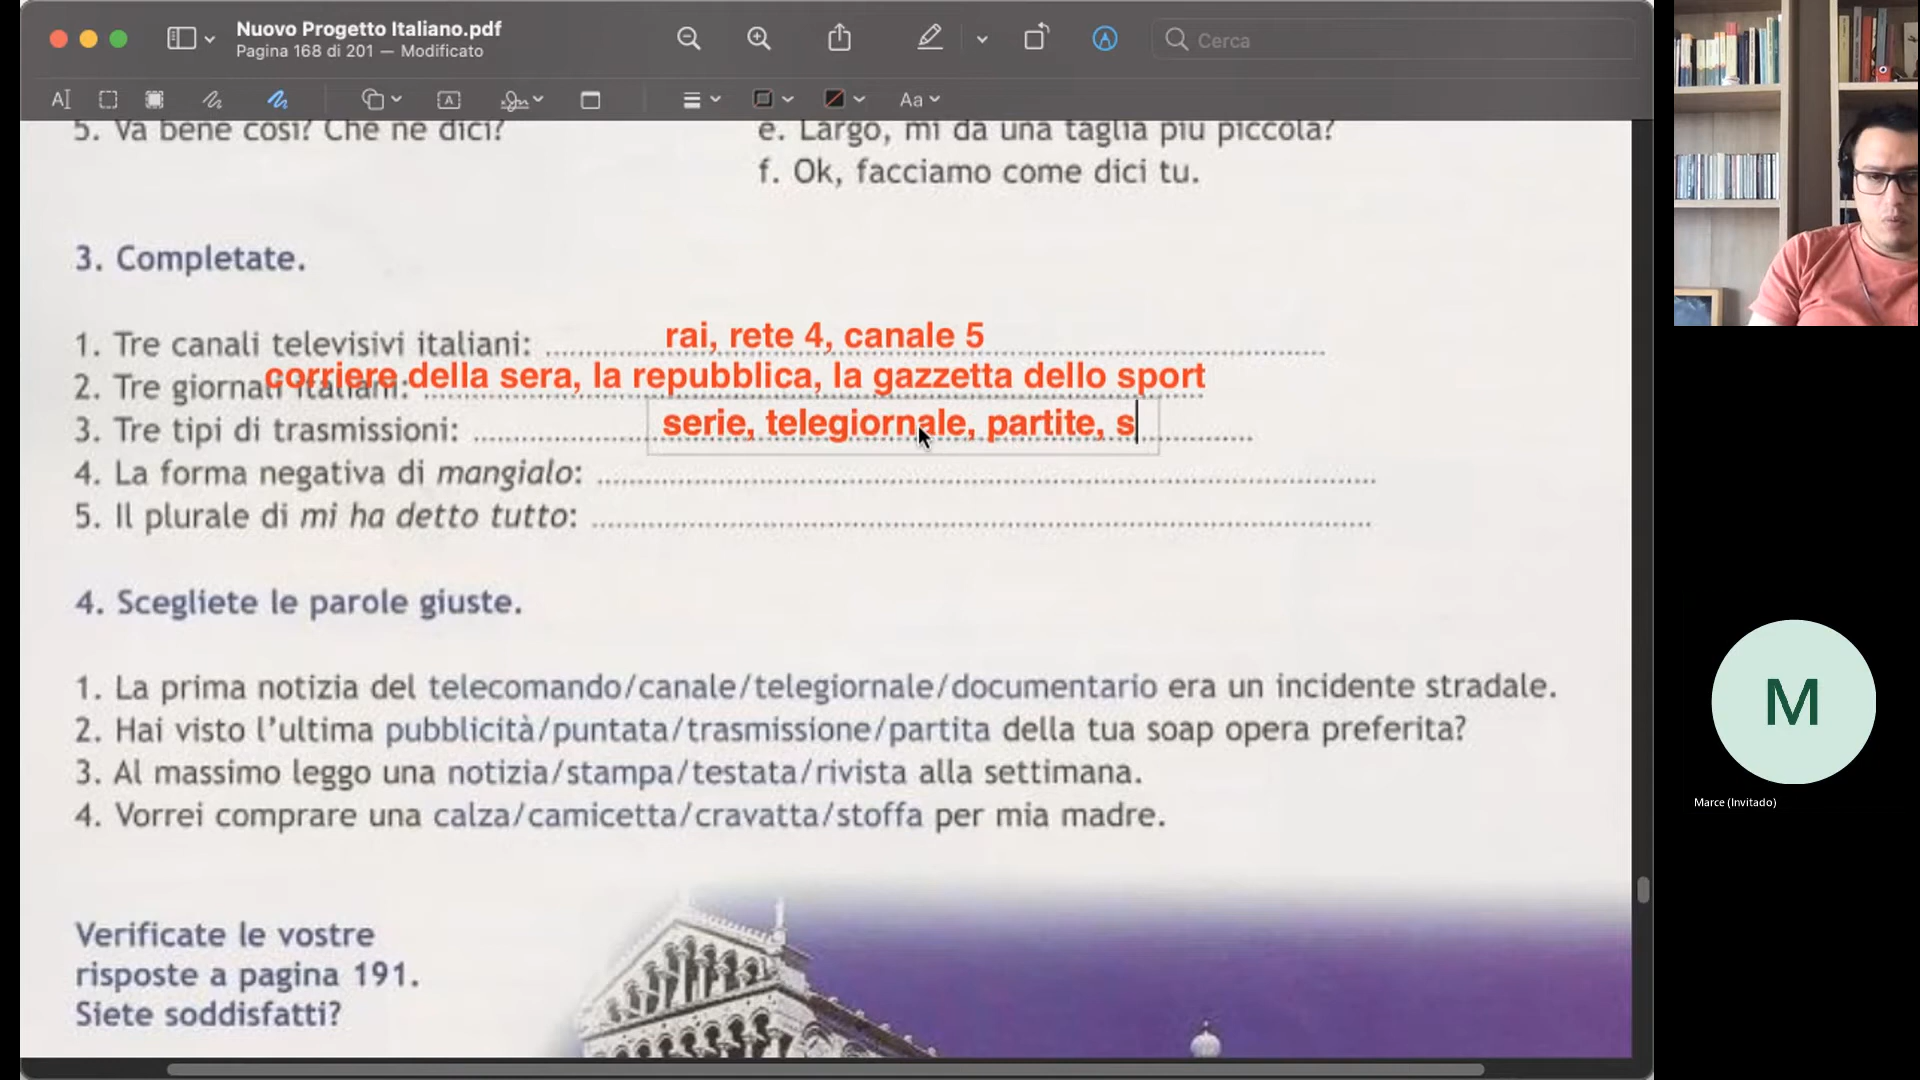 Nuovo Progetto Italiano.pdf
Pagina 168 di 201 — Modificato
Cerca
5. Va bene così? Che ne dici?
e. Largo, mi dà una taglia più piccola?
f. Ok, facciamo come dici tu.
3. Completate.
1. Tre canali televisivi italiani: rai, rete 4, canale 5
2. Tre giornali italiani: corriere della sera, la repubblica, la gazzetta dello sport
3. Tre tipi di trasmissioni: serie, telegiornale, partite, s
4. La forma negativa di mangialo:
5. Il plurale di mi ha detto tutto:
4. Scegliete le parole giuste.
1. La prima notizia del telecomando/canale/telegiornale/documentario era un incidente stradale.
2. Hai visto l'ultima pubblicità/puntata/trasmissione/partita della tua soap opera preferita?
3. Al massimo leggo una notizia/stampa/testata/rivista alla settimana.
4. Vorrei comprare una calza/camicetta/cravatta/stoffa per mia madre.
Verificate le vostre
risposte a pagina 191.
Siete soddisfatti?
M
Marce (Invitado)